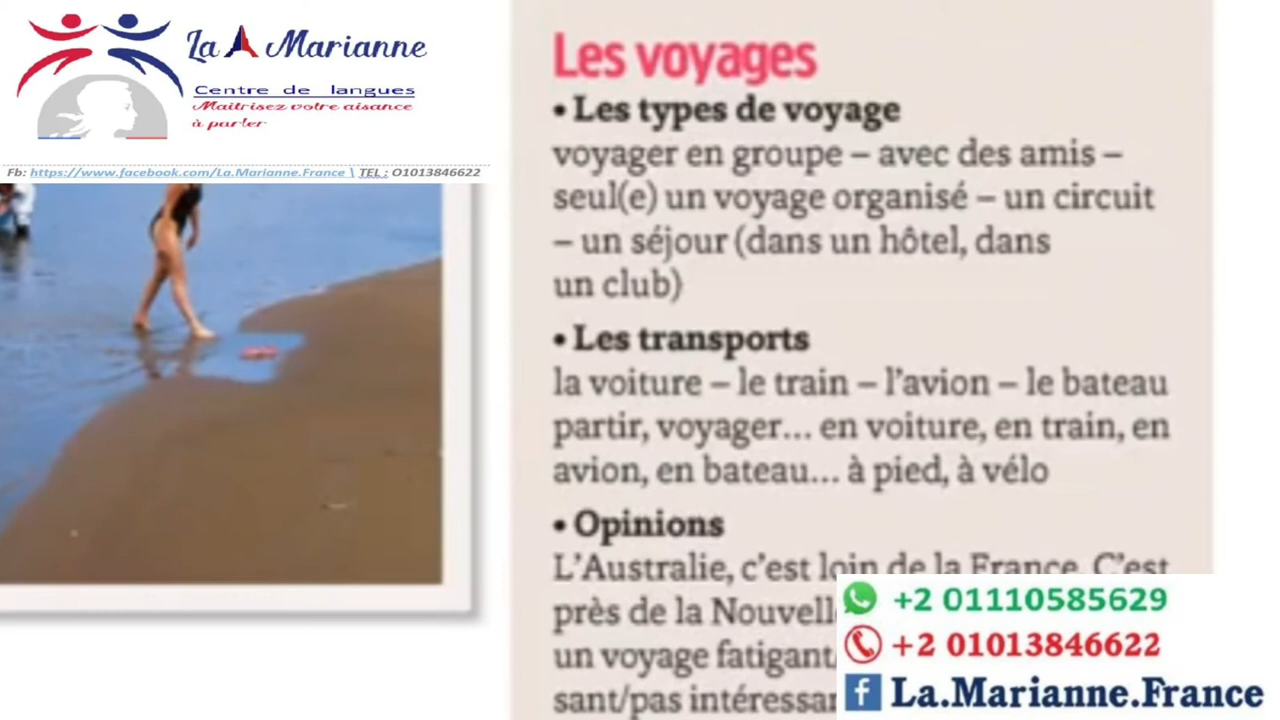 La Marianne
Centre de langues
Maitrisez votre aisance
à parler
Fb: https://www.facebook.com/La.Marianne.France \ TEL : O1013846622
Les voyages
• Les types de voyage
voyager en groupe – avec des amis –
seul(e) un voyage organisé – un circuit
– un séjour (dans un hôtel, dans
un club)
• Les transports
la voiture – le train – l'avion – le bateau
partir, voyager... en voiture, en train, en
avion, en bateau... à pied, à vélo
• Opinions
L'Australie, c'est loin de la France. C'est
près de la
un voyage fatigant/
sant/pas
+2 01110585629
+2 01013846622
La.Marianne.France